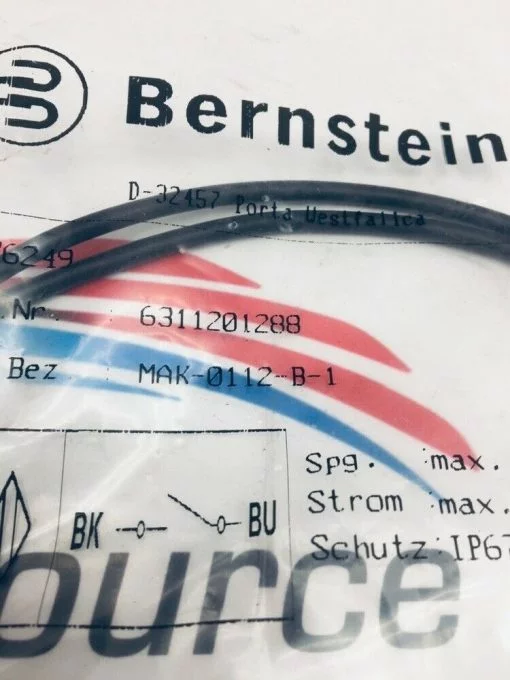 Bernstein
D-32457 Porta Westfalica
6249
Nr. 6311201288
Bez MAK-0112-B-1
Spg. max.
Strom max.
BK BU
Schutz: IP67
ource